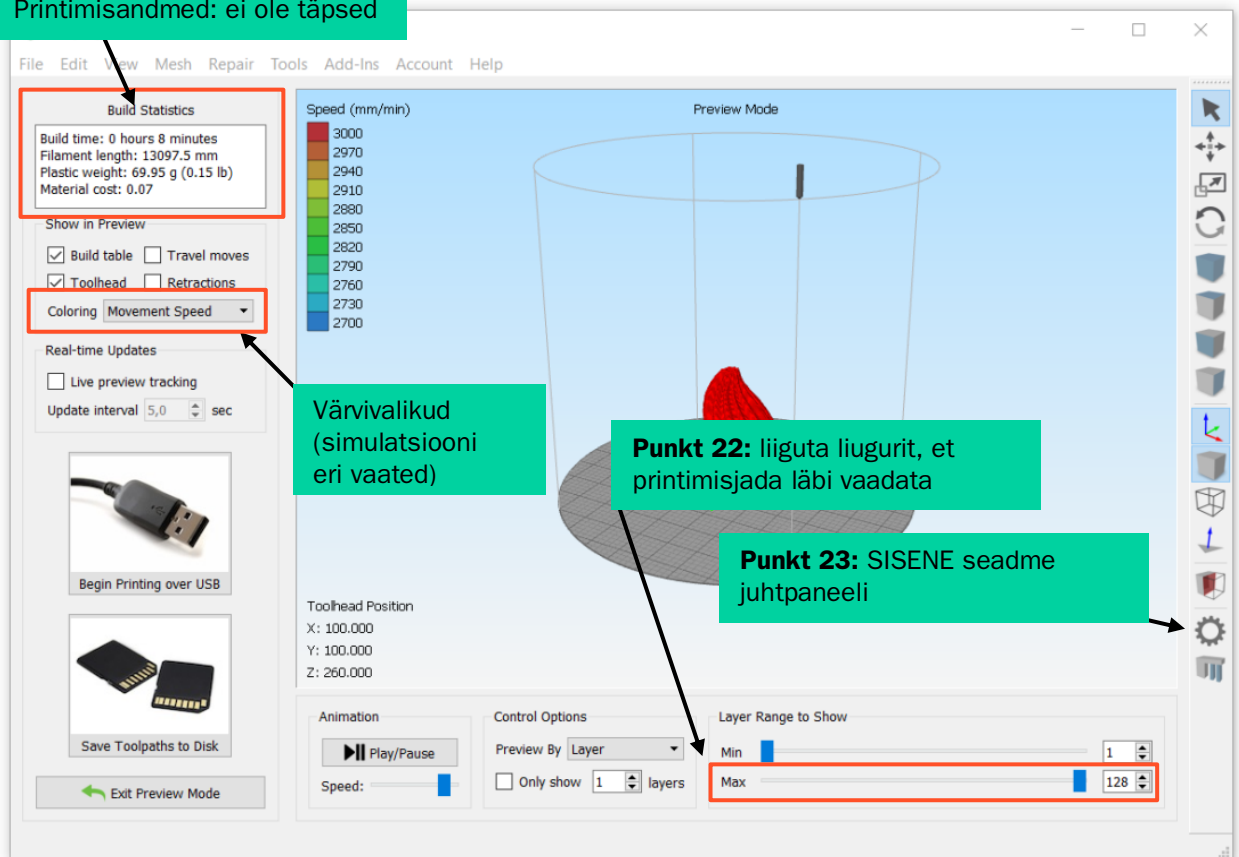 Printimisandmed: ei ole täpsed
File Edit View Mesh Repair Tools Add-Ins Account Help
Build Statistics
Build time: 0 hours 8 minutes
Filament length: 13097.5 mm
Plastic weight: 69.95 g (0.15 lb)
Material cost: 0.07
Show in Preview
Build table Travel moves
Toolhead Retractions
Coloring Movement Speed
Real-time Updates
Live preview tracking
Update interval 5,0 sec
Begin Printing over USB
Save Toolpaths to Disk
Exit Preview Mode
Speed (mm/min)
3000
2970
2940
2910
2880
2850
2820
2790
2760
2730
2700
Preview Mode
Värvivalikud
(simulatsiooni
eri vaated)
Punkt 22: liiguta liugurit, et
printimisjada läbi vaadata
Punkt 23: SISENE seadme
juhtpaneeli
Toolhead Position
X: 100.000
Y: 100.000
Z: 260.000
Animation
Play/Pause
Speed:
Control Options
Preview By Layer
Only show 1 layers
Layer Range to Show
Min 1
Max 128